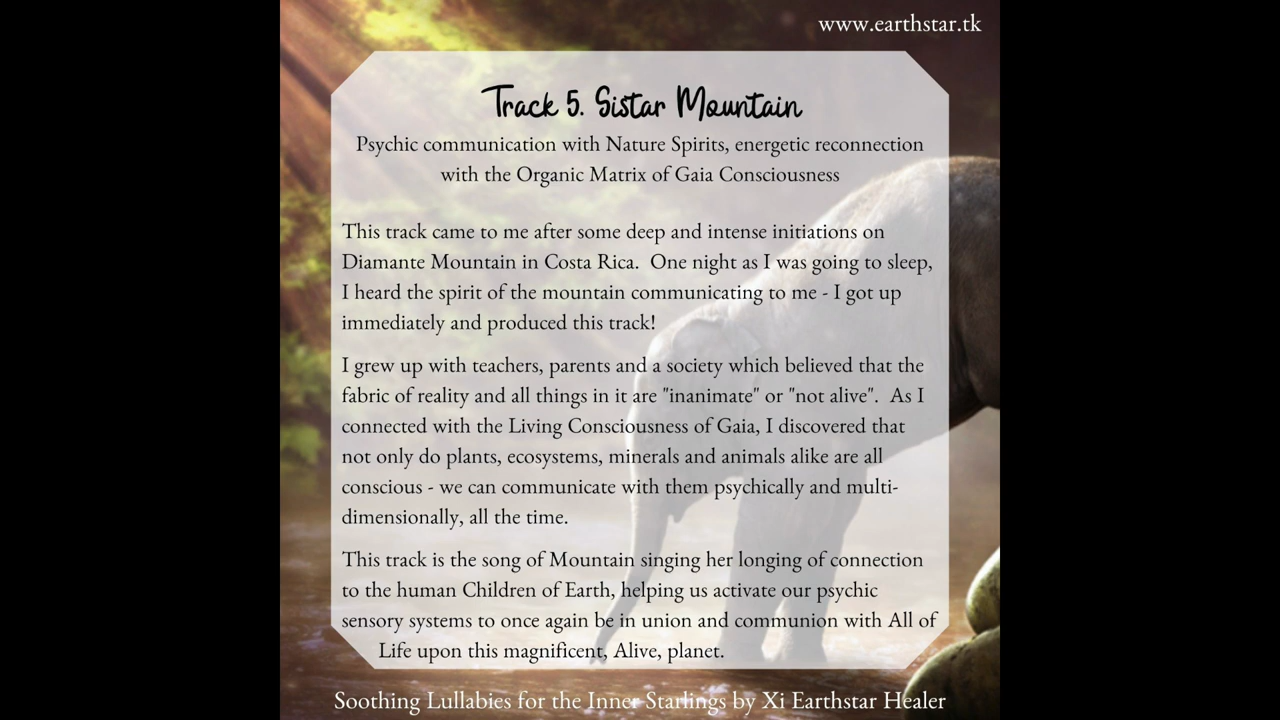 www.earthstar.tk
Track 5. Sistar Mountain
Psychic communication with Nature Spirits, energetic reconnection
with the Organic Matrix of Gaia Consciousness
This track came to me after some deep and intense initiations on
Diamante Mountain in Costa Rica.  One night as I was going to sleep,
I heard the spirit of the mountain communicating to me - I got up
immediately and produced this track!
I grew up with teachers, parents and a society which believed that the
fabric of reality and all things in it are "inanimate" or "not alive".  As I
connected with the Living Consciousness of Gaia, I discovered that
not only do plants, ecosystems, minerals and animals alike are all
conscious - we can communicate with them psychically and multi-
dimensionally, all the time.
This track is the song of Mountain singing her longing of connection
to the human Children of Earth, helping us activate our psychic
sensory systems to once again be in union and communion with All of
Life upon this magnificent, Alive, planet.
Soothing Lullabies for the Inner Starlings by Xi Earthstar Healer